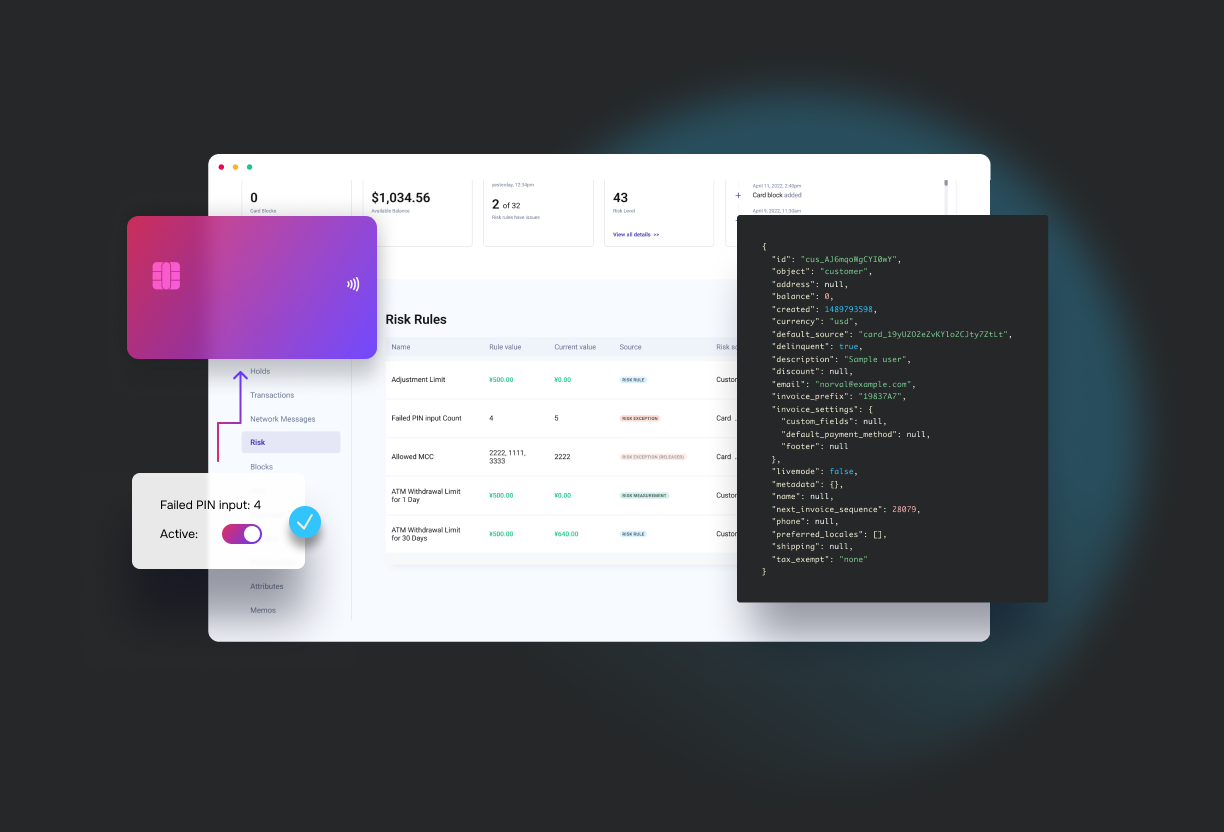 0
Card Blocks
$1,034.56
Available Balance
yesterday, 12:34pm
2 of 32
Risk rules have issues
43
Risk Level
View all details >>
April 11, 2022, 2:40pm
Card block added
April 9, 2022, 11:30am
Holds
Transactions
Network Messages
Risk
Blocks
Attributes
Memos
Failed PIN input: 4
Active:
Risk Rules
Name Rule value Current value Source Risk
Adjustment Limit ¥500.00 ¥0.00 RISK RULE Custo
Failed PIN input Count 4 5 RISK EXCEPTION Card
Allowed MCC 2222, 1111, 3333 2222 RISK EXCEPTION (RELEASED) Card
ATM Withdrawal Limit for 1 Day ¥500.00 ¥0.00 RISK MEASUREMENT Custo
ATM Withdrawal Limit for 30 Days ¥500.00 ¥640.00 RISK RULE Custo
{
"id": "cus_AJ6mqoWgCYI0wY",
"object": "customer",
"address": null,
"balance": 0,
"created": 1489793598,
"currency": "usd",
"default_source": "card_19yUZO2eZvKYlo2CJty7ZtLt",
"delinquent": true,
"description": "Sample user",
"discount": null,
"email": "norval@example.com",
"invoice_prefix": "19837A7",
"invoice_settings": {
"custom_fields": null,
"default_payment_method": null,
"footer": null
},
"livemode": false,
"metadata": {},
"name": null,
"next_invoice_sequence": 28079,
"phone": null,
"preferred_locales": [],
"shipping": null,
"tax_exempt": "none"
}